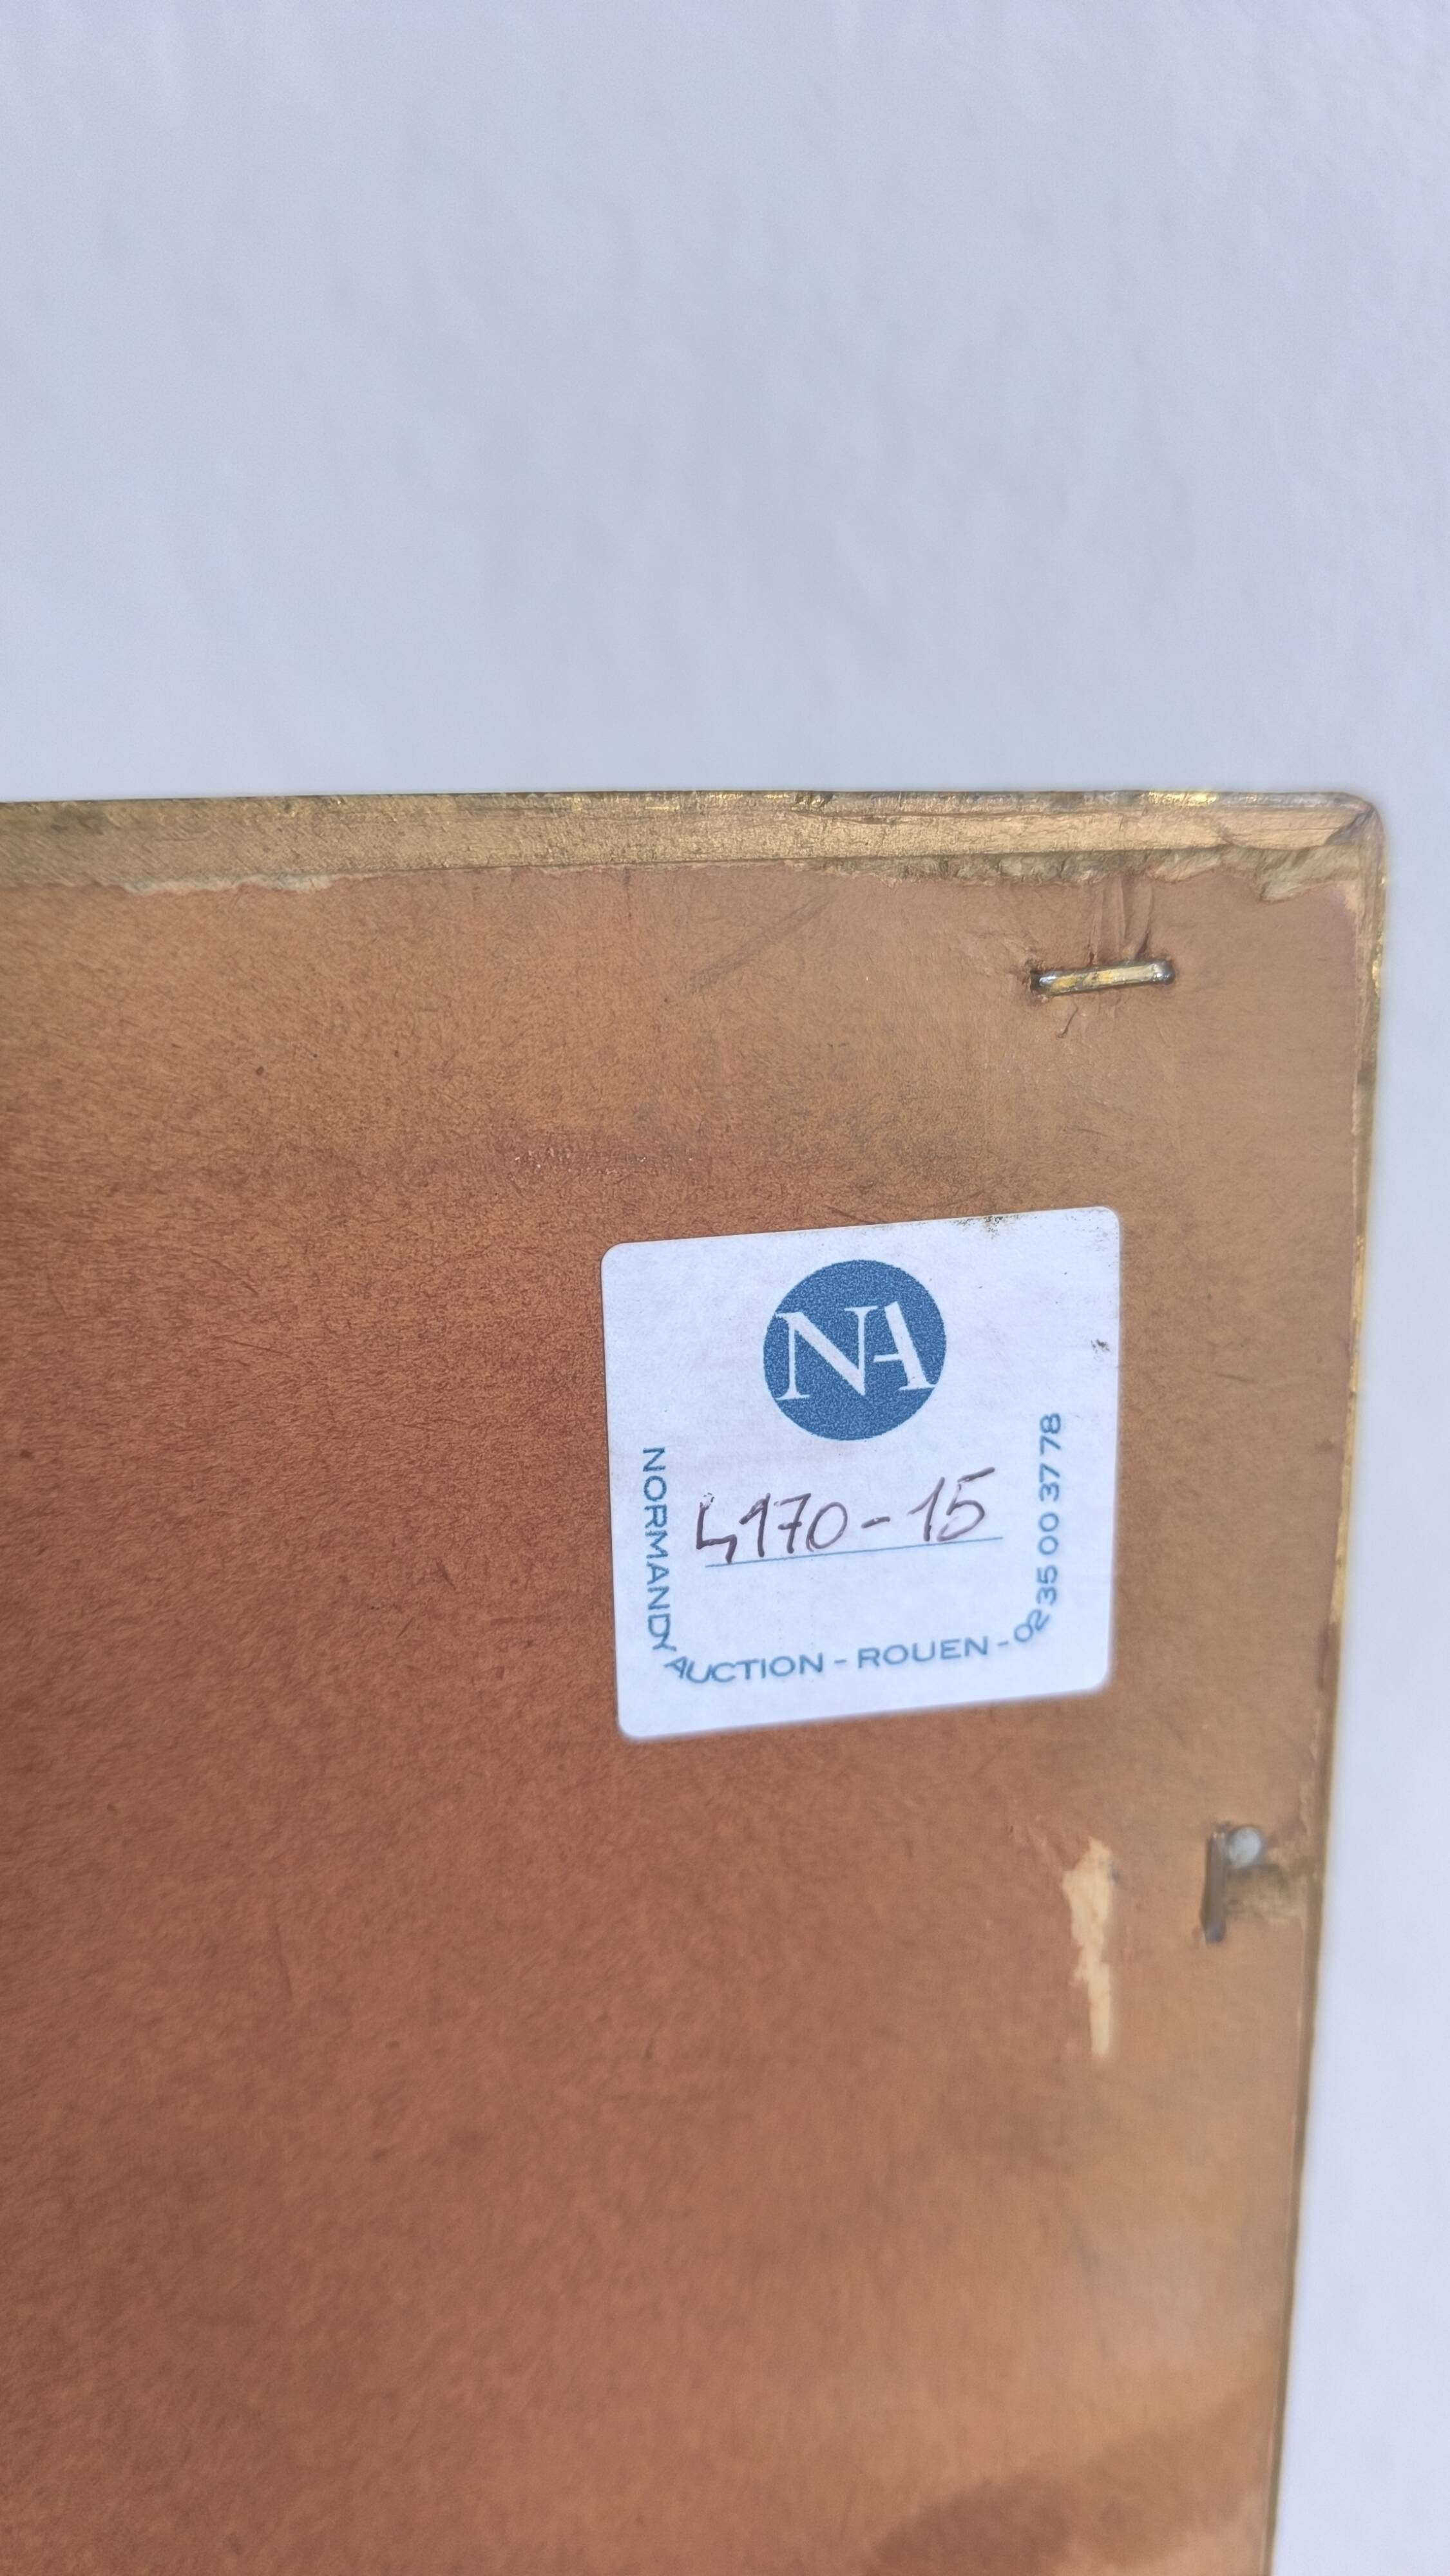 NA
4170-15
NORMANDY AUCTION - ROUEN - 02 35 00 37 78